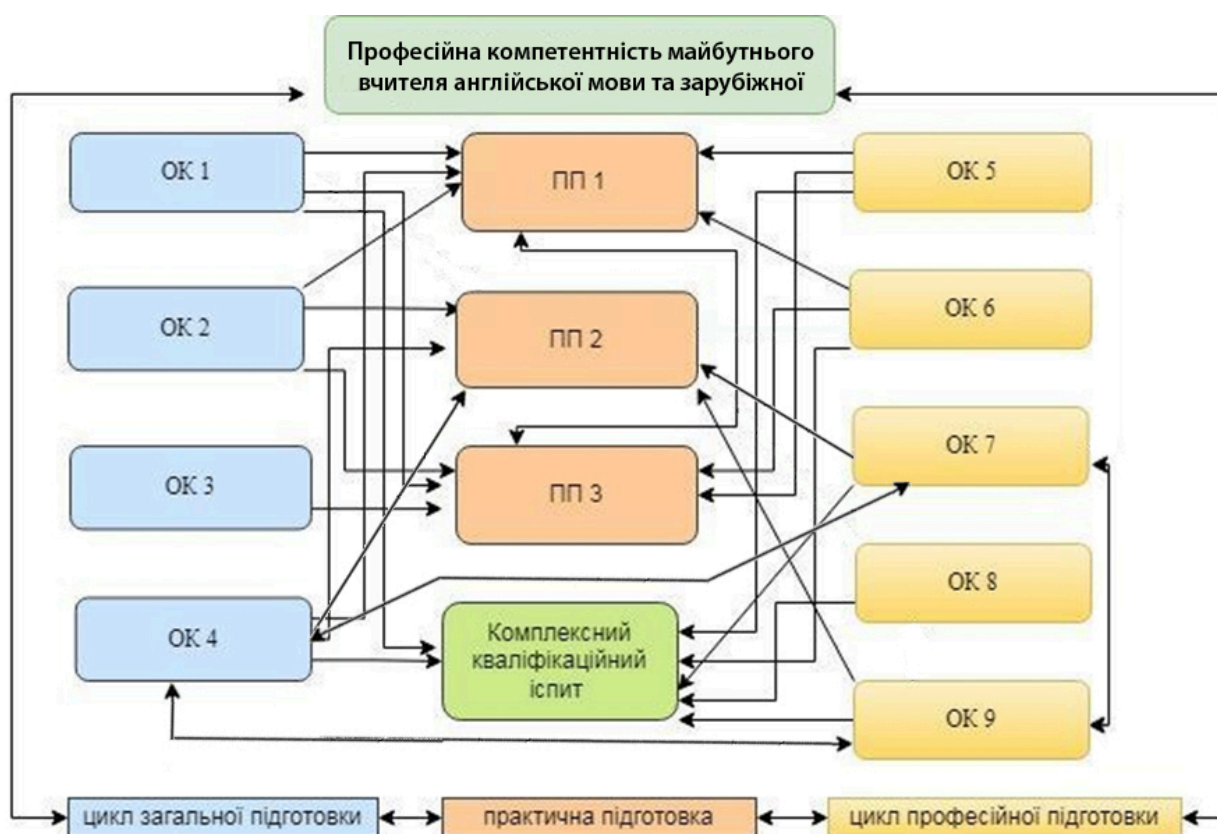 Професійна компетентність майбутнього
вчителя англійської мови та зарубіжної
ОК 1
ПП 1
ОК 5
ОК 2
ПП 2
ОК 6
ОК 3
ПП 3
ОК 7
ОК 4
Комплексний
кваліфікаційний
іспит
ОК 8
ОК 9
цикл загальної підготовки
практична підготовка
цикл професійної підготовки